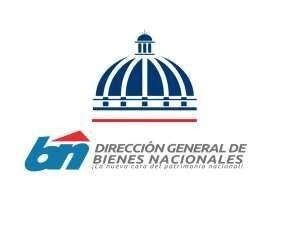 bn DIRECCIÓN GENERAL DE
BIENES NACIONALES
¡La nueva cara del patrimonio nacional!